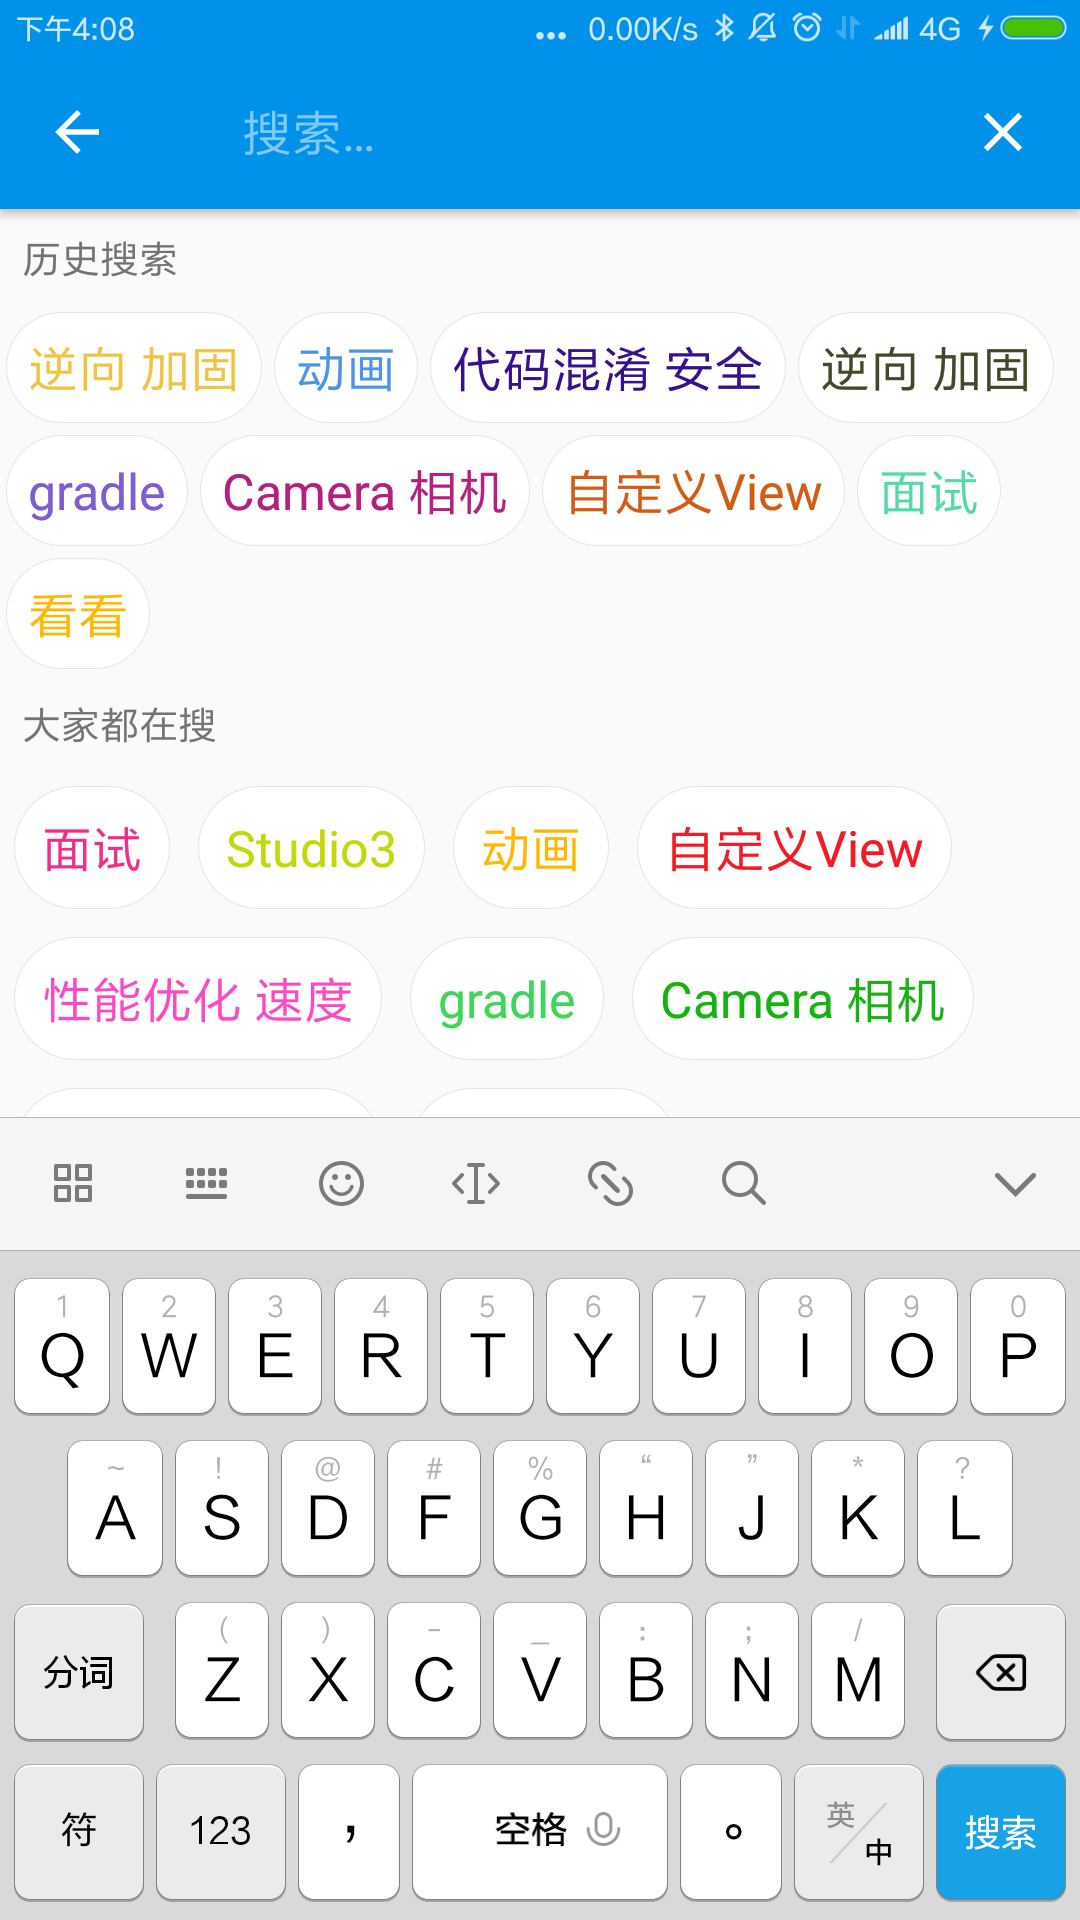 下午4:08 ... 0.00K/s 4G
搜索...
历史搜索
逆向 加固 动画 代码混淆 安全 逆向 加固
gradle Camera 相机 自定义View 面试
看看
大家都在搜
面试 Studio3 动画 自定义View
性能优化 速度 gradle Camera 相机
1 2 3 4 5 6 7 8 9 0
Q W E R T Y U I O P
~ ! @ # % “ ” * ?
A S D F G H J K L
( ) - _ : ; /
分词 Z X C V B N M
符 123 , 空格 。 英/中 搜索